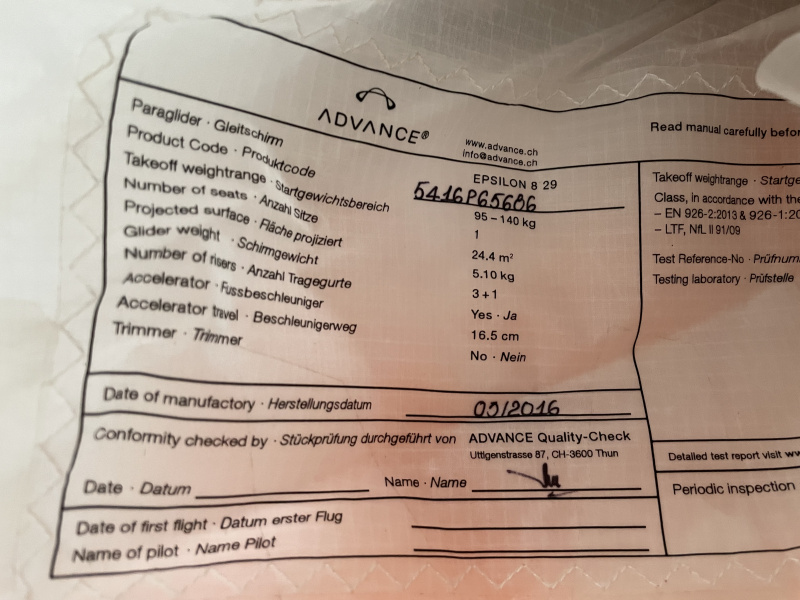 ADVANCE®
www.advance.ch
info@advance.ch
Paraglider · Gleitschirm EPSILON 8 29
Product Code · Produktcode 5416P65686
Takeoff weightrange · Startgewichtsbereich 95 – 140 kg
Number of seats · Anzahl Sitze 1
Projected surface · Fläche projiziert 24.4 m²
Glider weight · Schirmgewicht 5.10 kg
Number of risers · Anzahl Tragegurte 3 + 1
Accelerator · Fussbeschleuniger Yes · Ja
Accelerator travel · Beschleunigerweg 16.5 cm
Trimmer · Trimmer No · Nein
Date of manufactory · Herstellungsdatum 09/2016
Conformity checked by · Stückprüfung durchgeführt von ADVANCE Quality-Check
Uttigenstrasse 87, CH-3600 Thun
Date · Datum Name · Name
Date of first flight · Datum erster Flug
Name of pilot · Name Pilot
Read manual carefully befor
Takeoff weightrange · Startge
Class, in accordance with the
– EN 926-2:2013 & 926-1:20
– LTF, NfL II 91/09
Test Reference-No · Prüfnum
Testing laboratory · Prüfstelle
Detailed test report visit ww
Periodic inspection